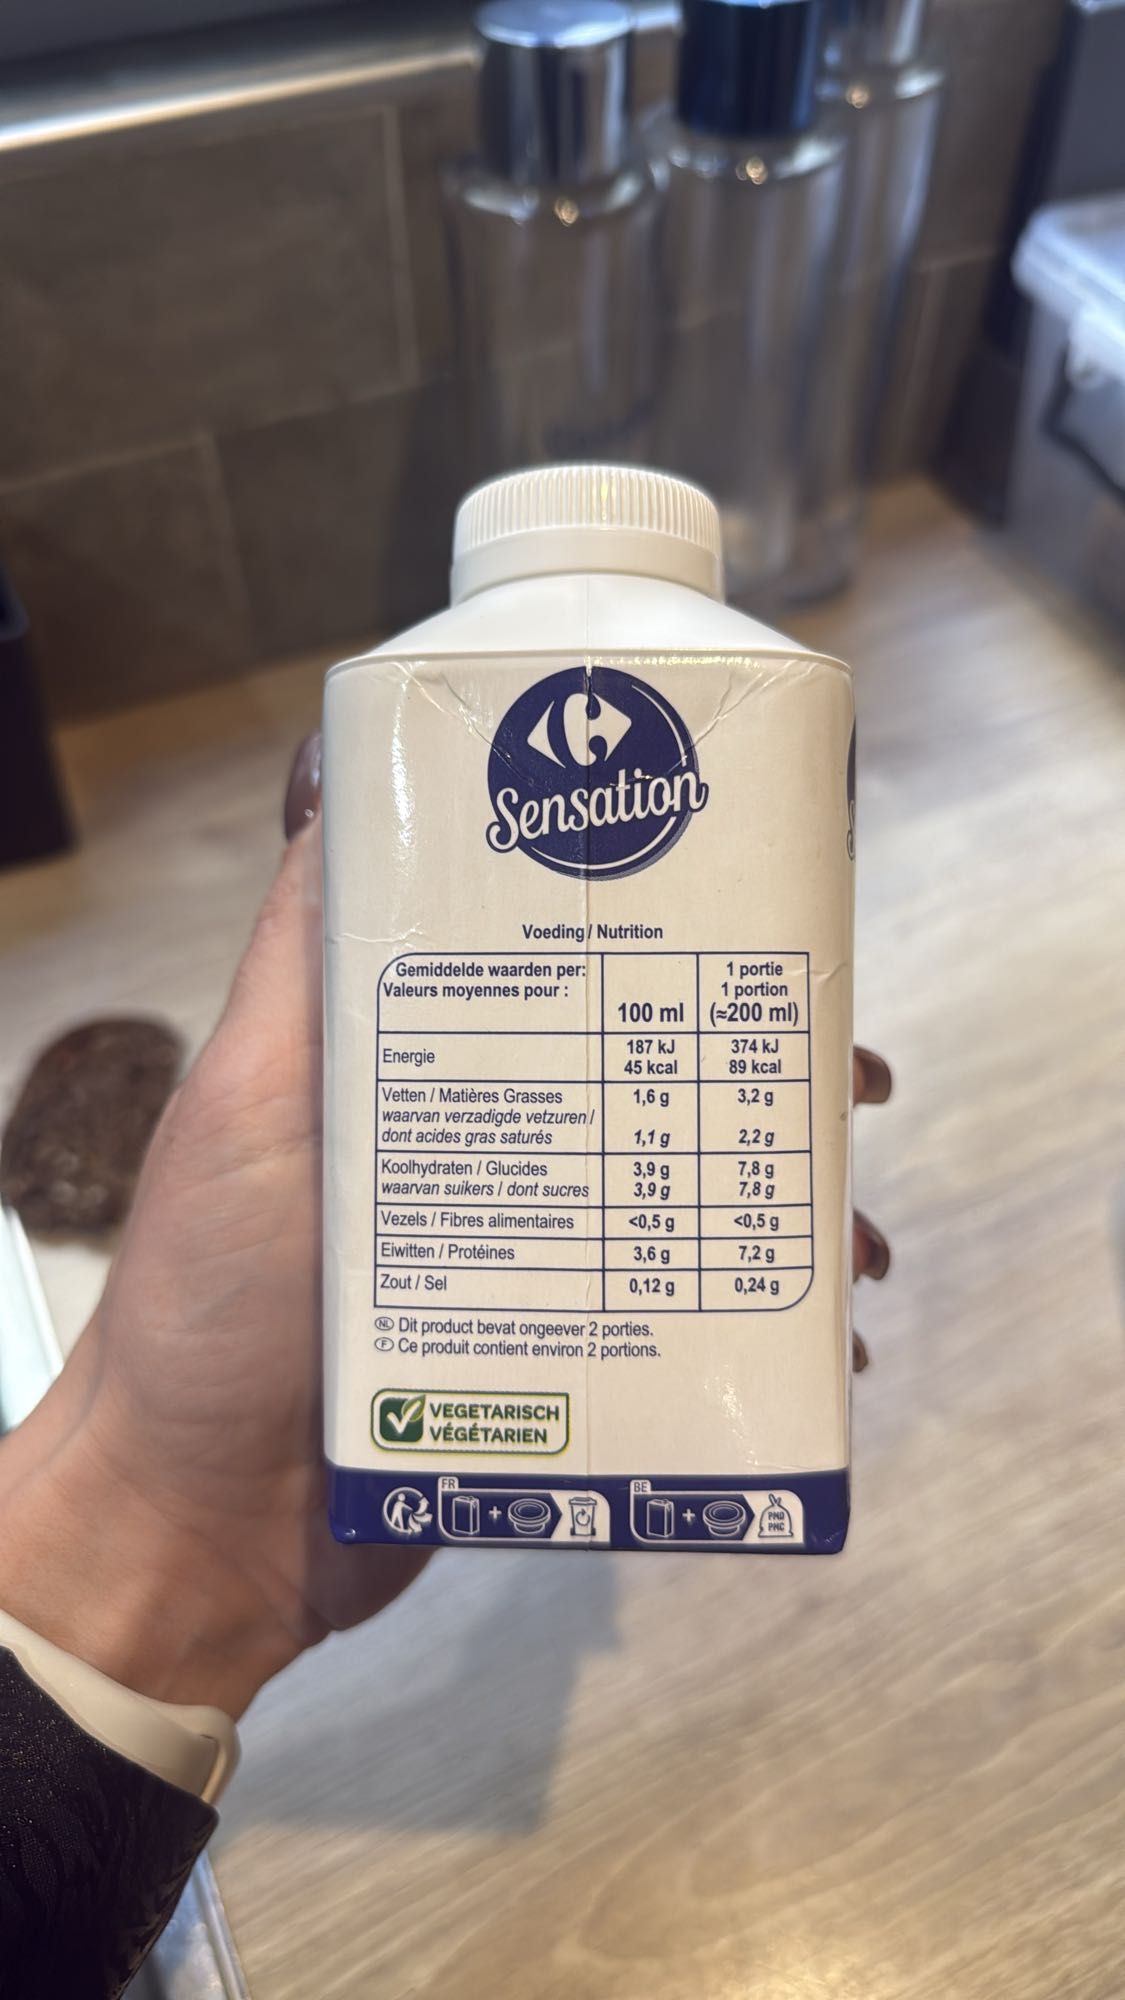 Sensation
Voeding / Nutrition
Gemiddelde waarden per:
Valeurs moyennes pour :
100 ml
1 portie
1 portion
(≈200 ml)
Energie
187 kJ
374 kJ
45 kcal
89 kcal
Vetten / Matières Grasses
1,6 g
3,2 g
waarvan verzadigde vetzuren /
dont acides gras saturés
1,1 g
2,2 g
Koolhydraten / Glucides
3,9 g
7,8 g
waarvan suikers / dont sucres
3,9 g
7,8 g
Vezels / Fibres alimentaires
<0,5 g
<0,5 g
Eiwitten / Protéines
3,6 g
7,2 g
Zout / Sel
0,12 g
0,24 g
NL Dit product bevat ongeveer 2 porties.
F Ce produit contient environ 2 portions.
VEGETARISCH
VÉGÉTARIEN
FR
+
BE
+
PMD
PMC